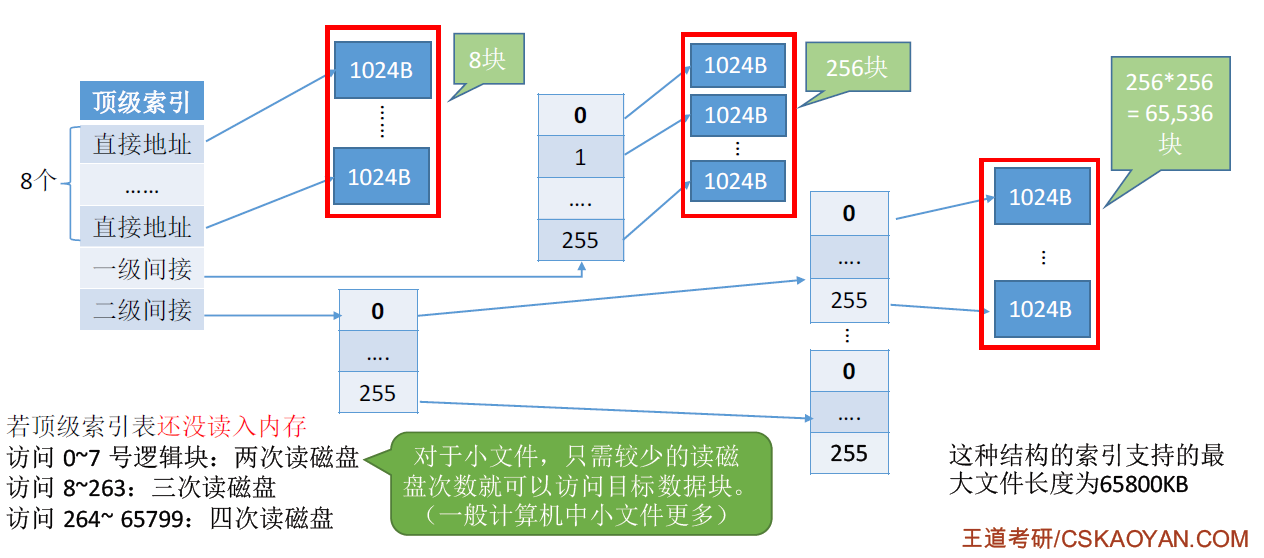 顶级索引
直接地址
……
直接地址
一级间接
二级间接
8个
1024B
1024B
8块
0
1
....
255
1024B
1024B
1024B
256块
0
....
255
0
....
255
0
....
255
1024B
1024B
256*256
= 65,536
块
若顶级索引表还没读入内存
访问 0~7 号逻辑块：两次读磁盘
访问 8~263：三次读磁盘
访问 264~ 65799：四次读磁盘
对于小文件，只需较少的读磁
盘次数就可以访问目标数据块。
（一般计算机中小文件更多）
这种结构的索引支持的最
大文件长度为65800KB
王道考研/CSKAOYAN.COM